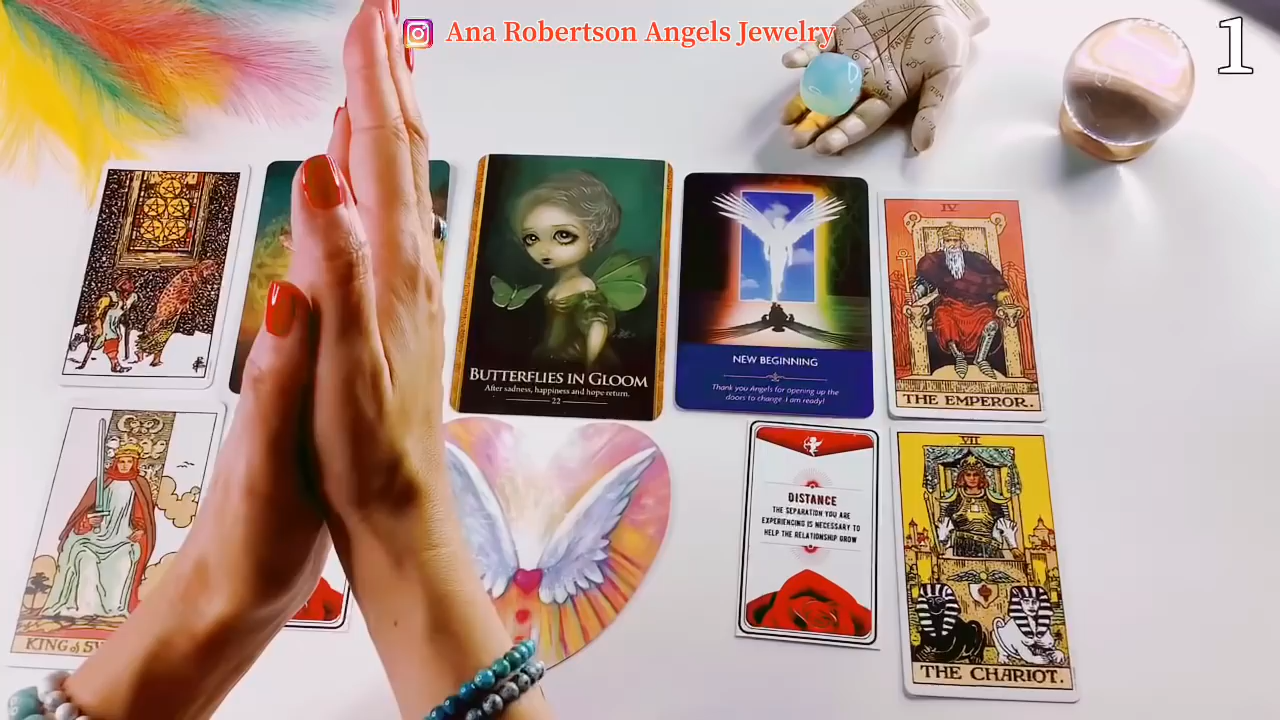 Ana Robertson Angels Jewelry
1
BUTTERFLIES IN GLOOM
After sadness, happiness and hope return.
22
NEW BEGINNING
Thank you Angels for opening up the
doors to change. I am ready!
IV
THE EMPEROR.
KING of
DISTANCE
THE SEPARATION YOU ARE
EXPERIENCING IS NECESSARY TO
HELP THE RELATIONSHIP GROW
VII
THE CHARIOT.